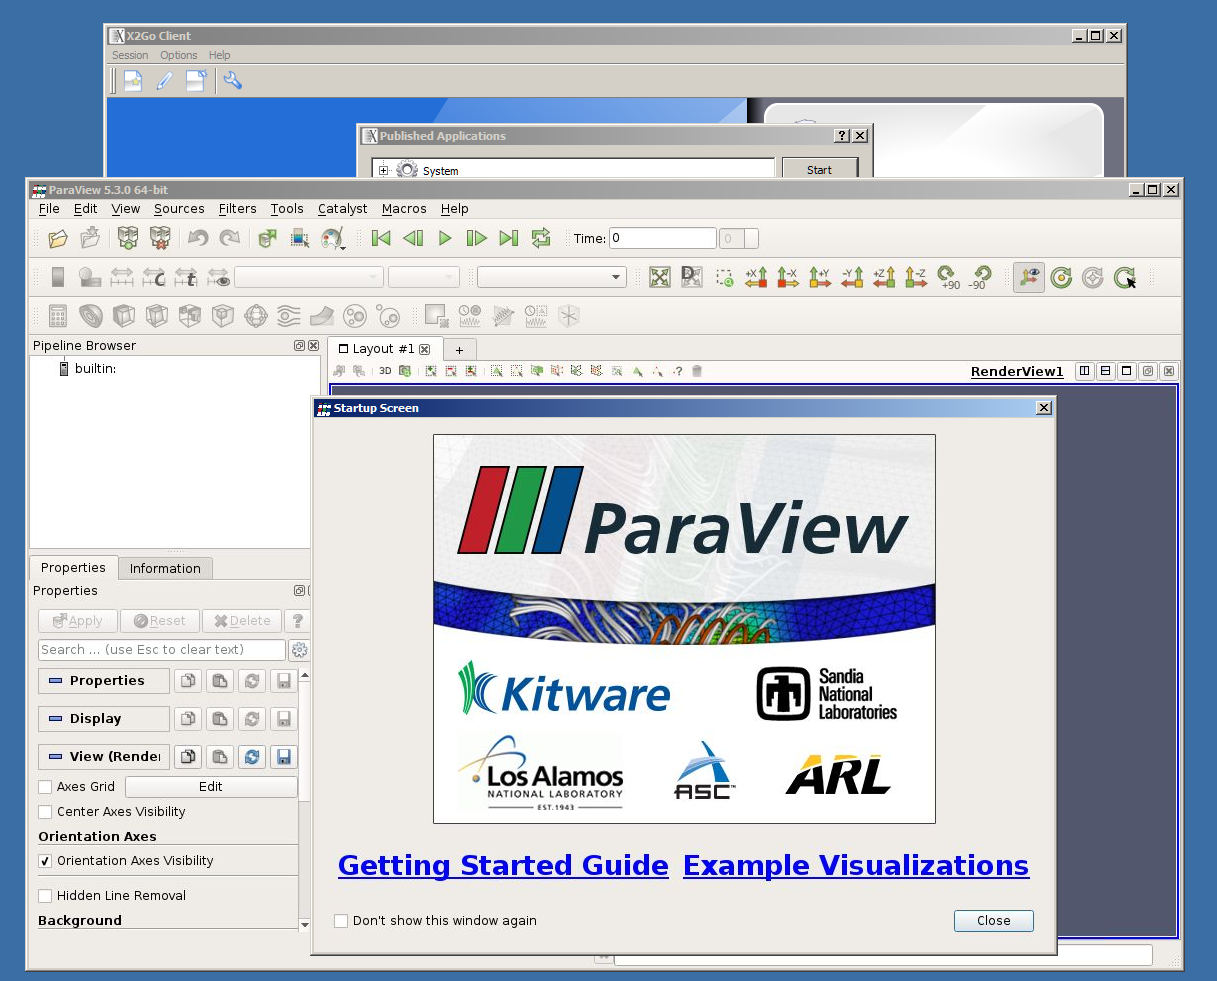 X2Go Client
Session Options Help
Published Applications
System
Start
ParaView 5.3.0 64-bit
File Edit View Sources Filters Tools Catalyst Macros Help
Time: 0
0
+X -X +Y -Y +Z -Z +90 -90
Pipeline Browser
builtin:
Layout #1
+
3D
RenderView1
Startup Screen
ParaView
Kitware
Sandia
National
Laboratories
Los Alamos
NATIONAL LABORATORY
EST.1943
ASC
ARL
Getting Started Guide Example Visualizations
Don't show this window again
Close
Properties Information
Properties
Apply Reset Delete ?
Search ... (use Esc to clear text)
Properties
Display
View (Render
Axes Grid Edit
Center Axes Visibility
Orientation Axes
Orientation Axes Visibility
Hidden Line Removal
Background